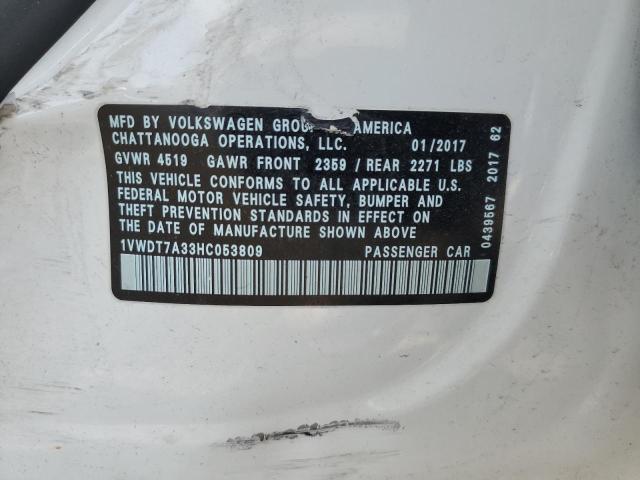 MFD BY VOLKSWAGEN GROUP AMERICA
CHATTANOOGA OPERATIONS, LLC. 01/2017
GVWR 4519 GAWR FRONT 2359 / REAR 2271 LBS
THIS VEHICLE CONFORMS TO ALL APPLICABLE U.S.
FEDERAL MOTOR VEHICLE SAFETY, BUMPER AND
THEFT PREVENTION STANDARDS IN EFFECT ON
THE DATE OF MANUFACTURE SHOWN ABOVE
1VWDT7A33HC053809 PASSENGER CAR
0439567 2017 62